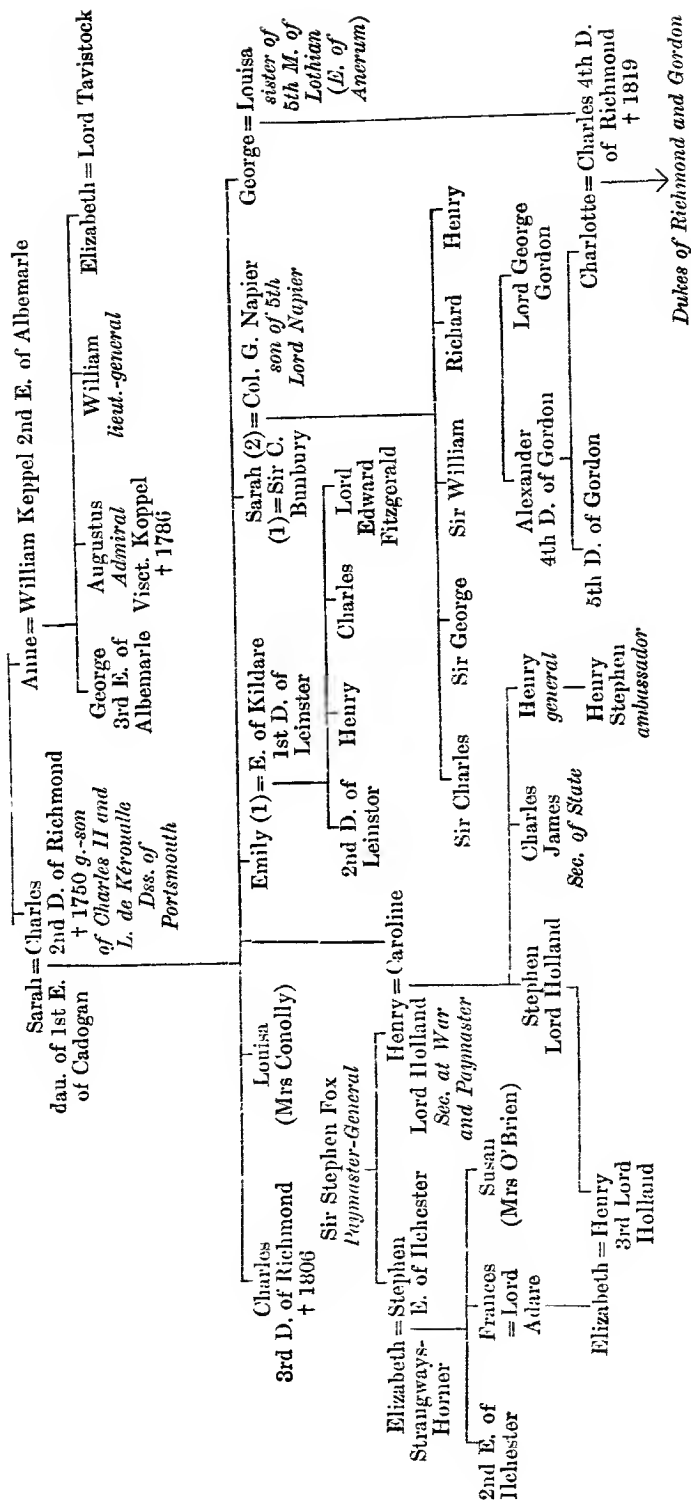 Sarah = Charles
dau. of 1st E.
of Cadogan
2nd D. of Richmond
† 1750 g.-son
of Charles II and
L. de Kéroualle
Dss. of
Portsmouth
Anne = William Keppel 2nd E. of Albemarle
George
3rd E. of
Albemarle
Augustus
Admiral
Visct. Koppel
† 1786
William
lieut.-general
Elizabeth = Lord Tavistock
Charles
3rd D. of Richmond
† 1806
Louisa
(Mrs Conolly)
Emily (1) = E. of Kildare
1st D. of
Leinster
Sarah (2) = Col. G. Napier
son of 5th
Lord Napier
(1) = Sir C.
Bunbury
George = Louisa
sister of
5th M. of
Lothian
(E. of
Ancrum)
Sir Stephen Fox
Paymaster-General
2nd D. of
Leinstor
Henry
Charles
Lord
Edward
Fitzgerald
Elizabeth = Stephen
Strangways-
Horner
E. of Ilchester
Henry = Caroline
Lord Holland
Sec. at War
and Paymaster
Sir Charles
Sir George
Sir William
Richard
Henry
2nd E. of
Ilchester
Frances
= Lord
Adare
Susan
(Mrs O'Brien)
Stephen
Lord Holland
Charles
James
Sec. of State
Henry
general
Henry
Stephen
ambassador
Alexander
4th D. of Gordon
Lord George
Gordon
Elizabeth = Henry
3rd Lord
Holland
5th D. of Gordon
Charlotte = Charles 4th D.
of Richmond
† 1819
Dukes of Richmond and Gordon